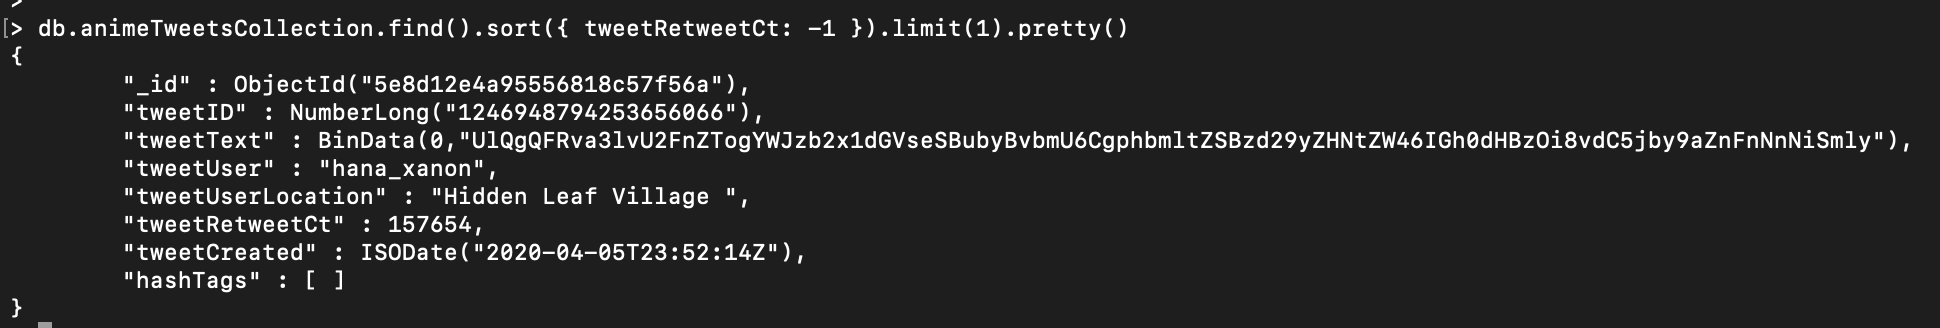 >
[> db.animeTweetsCollection.find().sort({ tweetRetweetCt: -1 }).limit(1).pretty()
{
"_id" : ObjectId("5e8d12e4a95556818c57f56a"),
"tweetID" : NumberLong("1246948794253656066"),
"tweetText" : BinData(0,"UlQgQFRva3lvU2FnZTogYWJzb2x1dGVseSBubyBvbmU6CgphbmltZSBzd29yZHNtZW46IGh0dHBzOi8vdC5jby9aZnFnNnNiSmly"),
"tweetUser" : "hana_xanon",
"tweetUserLocation" : "Hidden Leaf Village ",
"tweetRetweetCt" : 157654,
"tweetCreated" : ISODate("2020-04-05T23:52:14Z"),
"hashTags" : [ ]
}